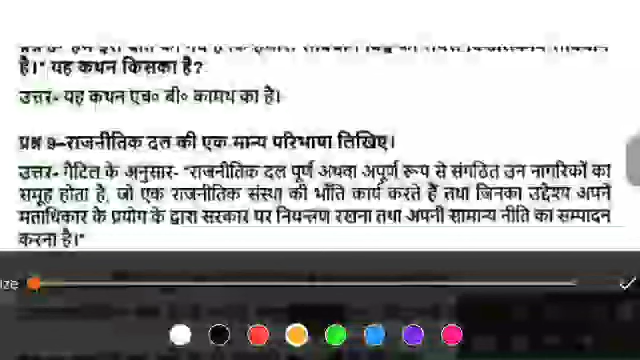 है।" यह कथन किसका है?
उत्तर- यह कथन एच० बी० कामथ का है।
प्रश्न 9–राजनीतिक दल की एक मान्य परिभाषा लिखिए।
उत्तर- गैटिल के अनुसार- "राजनीतिक दल पूर्ण अथवा अपूर्ण रूप से संगठित उन नागरिकों का
समूह होता है, जो एक राजनीतिक संस्था की भाँति कार्य करते हैं तथा जिनका उद्देश्य अपने
मताधिकार के प्रयोग के द्वारा सरकार पर नियन्त्रण रखना तथा अपनी सामान्य नीति का सम्पादन
करना है।"
ize